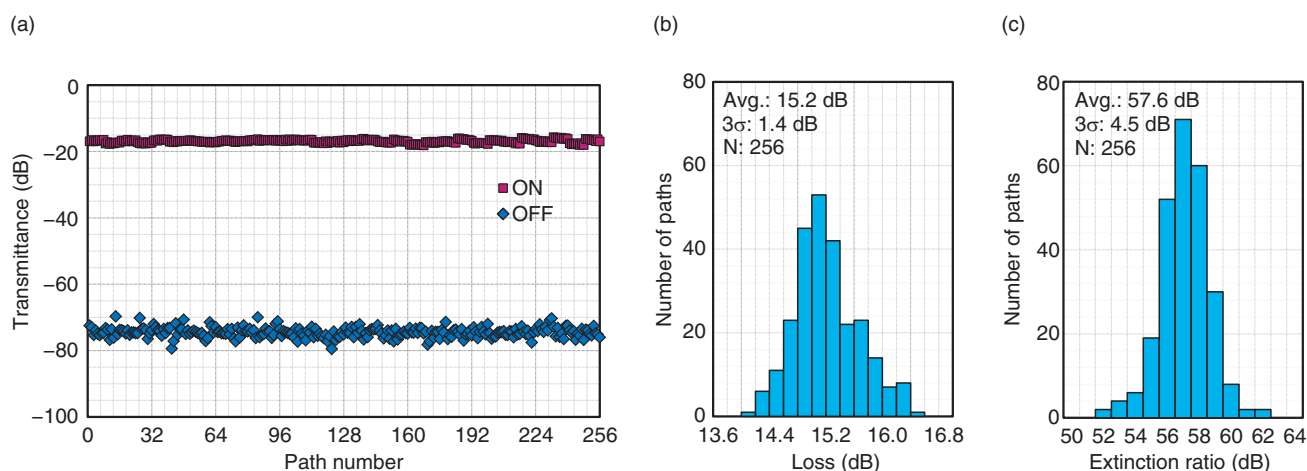 (a)
0
−20
−40
−60
−80
−100
Transmittance (dB)
ON
OFF
0 32 64 96 128 160 192 224 256
Path number
(b)
80
60
40
20
0
Number of paths
Avg.: 15.2 dB
3σ: 1.4 dB
N: 256
13.6 14.4 15.2 16.0 16.8
Loss (dB)
(c)
80
60
40
20
0
Number of paths
Avg.: 57.6 dB
3σ: 4.5 dB
N: 256
50 52 54 56 58 60 62 64
Extinction ratio (dB)